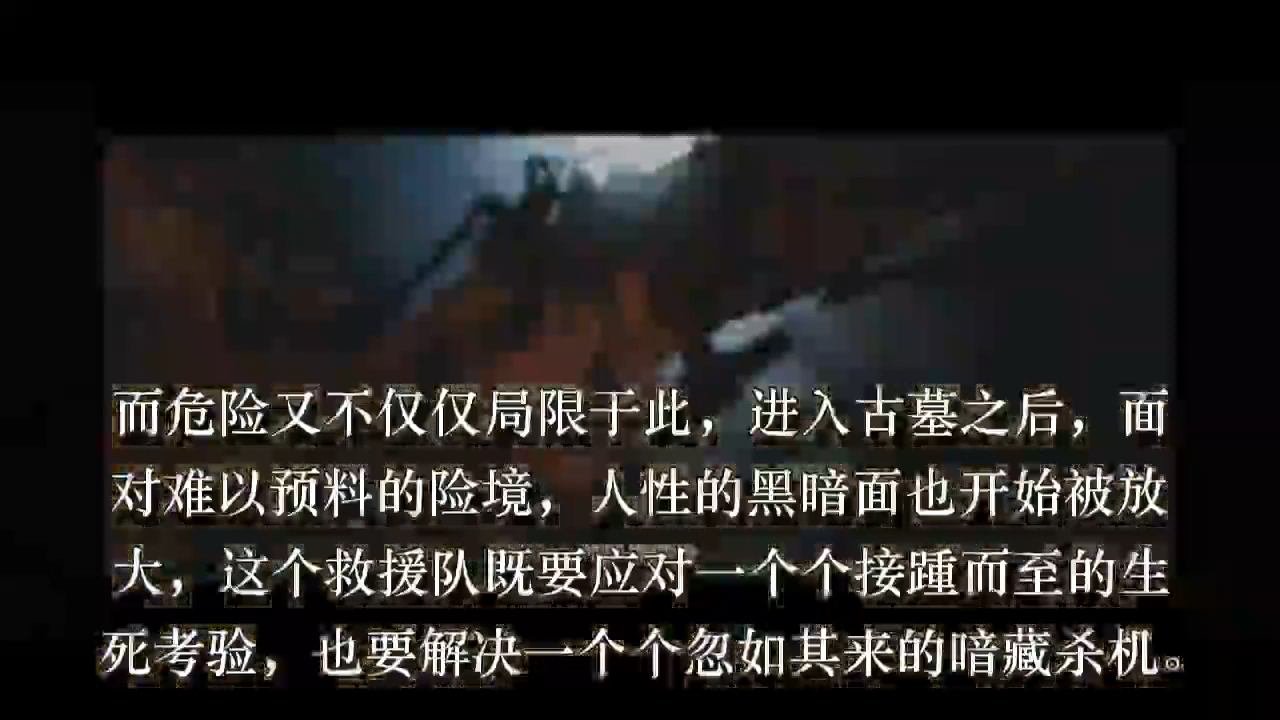 而危险又不仅仅局限于此，进入古墓之后，面
对难以预料的险境，人性的黑暗面也开始被放
大，这个救援队既要应对一个个接踵而至的生
死考验，也要解决一个个忽如其来的喑藏杀机。